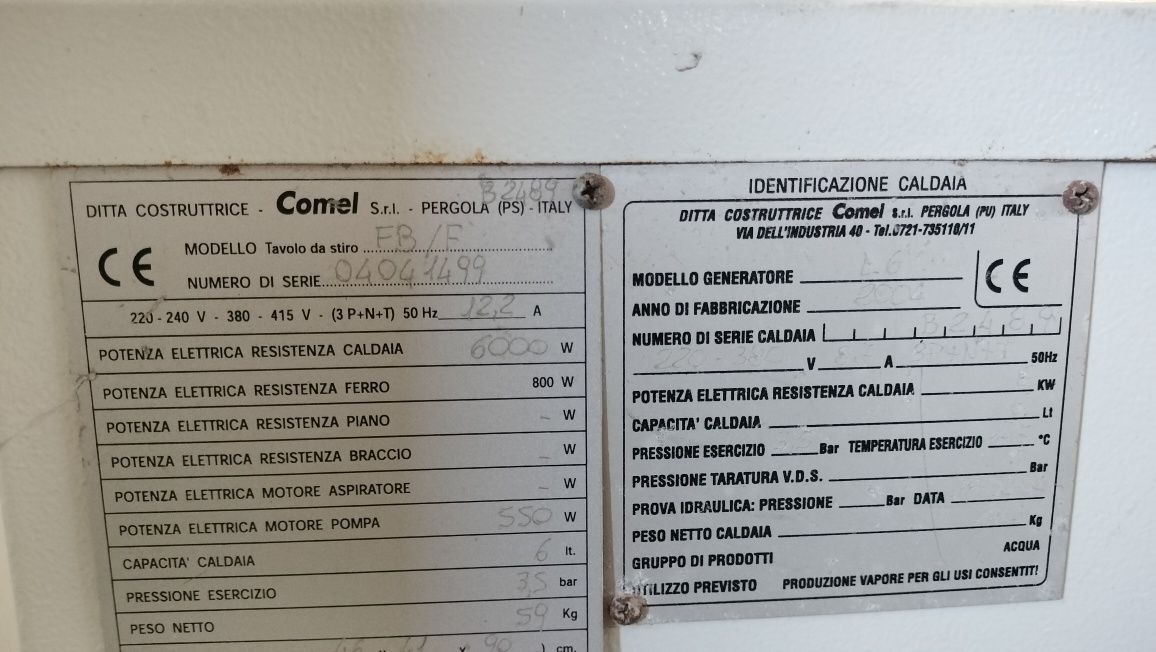 B2489
DITTA COSTRUTTRICE - Comel S.r.l. - PERGOLA (PS) - ITALY
CE
MODELLO Tavolo da stiro FB/F
NUMERO DI SERIE 04041499
220-240 V - 380 - 415 V - (3 P+N+T) 50 Hz 12,2 A
POTENZA ELETTRICA RESISTENZA CALDAIA 6000 W
POTENZA ELETTRICA RESISTENZA FERRO 800 W
POTENZA ELETTRICA RESISTENZA PIANO - W
POTENZA ELETTRICA RESISTENZA BRACCIO - W
POTENZA ELETTRICA MOTORE ASPIRATORE - W
POTENZA ELETTRICA MOTORE POMPA 550 W
CAPACITA' CALDAIA 6 lt.
PRESSIONE ESERCIZIO 3,5 bar
PESO NETTO 59 Kg
x 90 ) cm.
IDENTIFICAZIONE CALDAIA
DITTA COSTRUTTRICE Comel S.r.l. PERGOLA (PU) ITALY
VIA DELL'INDUSTRIA 40 - Tel.0721-735118/11
CE
MODELLO GENERATORE L6
ANNO DI FABBRICAZIONE 2004
NUMERO DI SERIE CALDAIA B2489
V A 50Hz
POTENZA ELETTRICA RESISTENZA CALDAIA KW
CAPACITA' CALDAIA Lt
PRESSIONE ESERCIZIO Bar TEMPERATURA ESERCIZIO °C
PRESSIONE TARATURA V.D.S. Bar
PROVA IDRAULICA: PRESSIONE Bar DATA
PESO NETTO CALDAIA Kg
GRUPPO DI PRODOTTI ACQUA
UTILIZZO PREVISTO PRODUZIONE VAPORE PER GLI USI CONSENTITI